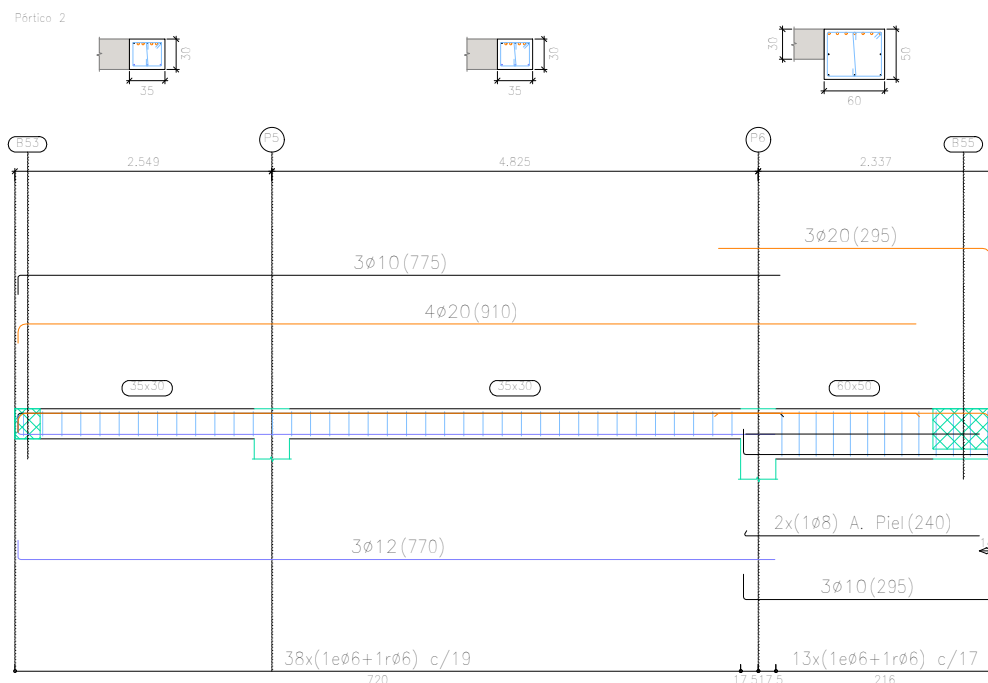 Pórtico 2
30
35
30
35
30
50
60
B53
P5
P6
B55
2.549
4.825
2.337
3ø20(295)
3ø10(775)
4ø20(910)
35x30
35x30
60x50
2x(1ø8) A. Piel(240)
3ø12(770)
3ø10(295)
38x(1eø6+1rø6) c/19
13x(1eø6+1rø6) c/17
720
17.5
17.5
216